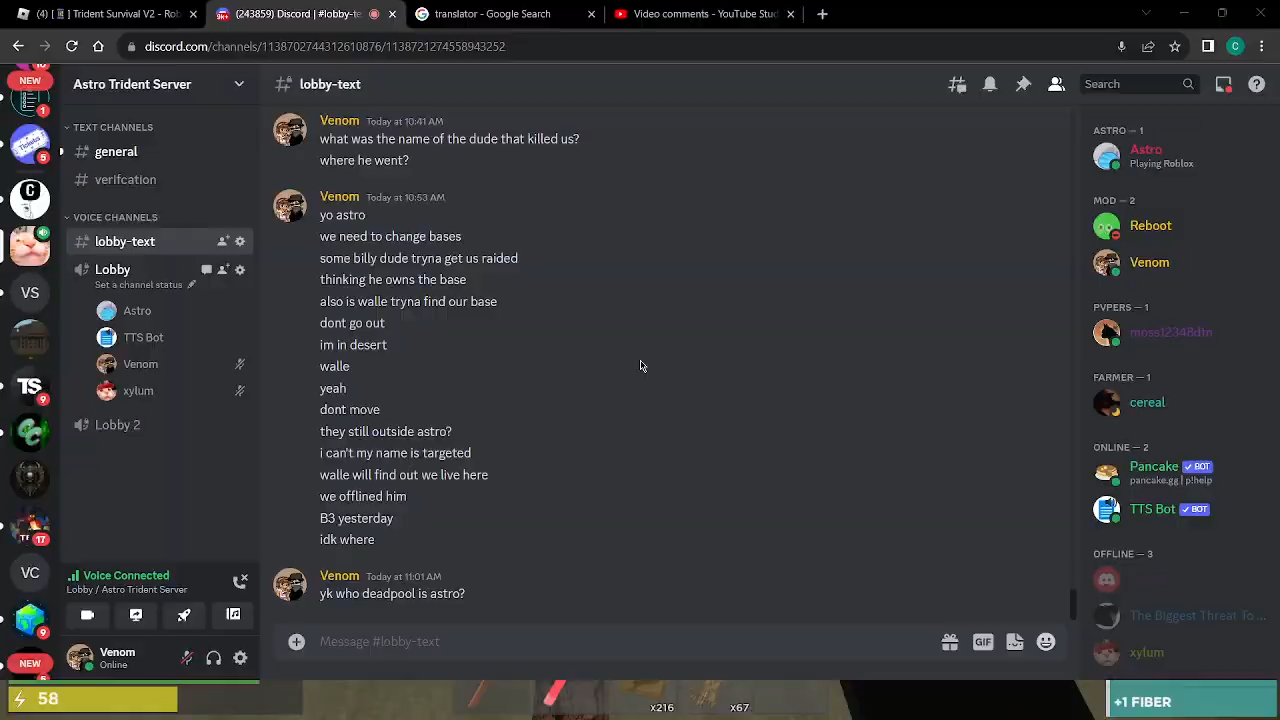 (4) [ ] Trident Survival V2 - Rob
(243859) Discord | #lobby-te
translator - Google Search
Video comments - YouTube Stud
discord.com/channels/1138702744312610876/1138721274558943252
NEW
1
5
C
VS
TS
9
17
VC
9
NEW
Astro Trident Server
TEXT CHANNELS
general
verifcation
VOICE CHANNELS
lobby-text
Lobby
Set a channel status
Astro
TTS Bot
Venom
xylum
Lobby 2
Voice Connected
Lobby / Astro Trident Server
Venom
Online
lobby-text
Search
Venom Today at 10:41 AM
what was the name of the dude that killed us?
where he went?
Venom Today at 10:53 AM
yo astro
we need to change bases
some billy dude tryna get us raided
thinking he owns the base
also is walle tryna find our base
dont go out
im in desert
walle
yeah
dont move
they still outside astro?
i can't my name is targeted
walle will find out we live here
we offlined him
B3 yesterday
idk where
Venom Today at 11:01 AM
yk who deadpool is astro?
Message #lobby-text
GIF
ASTRO — 1
Astro
Playing Roblox
MOD — 2
Reboot
Venom
PVPERS — 1
moss12348d1n
FARMER — 1
cereal
ONLINE — 2
Pancake BOT
pancake.gg | p!help
TTS Bot BOT
OFFLINE — 3
The Biggest Threat To ...
xylum
58
x216
x67
+1 FIBER